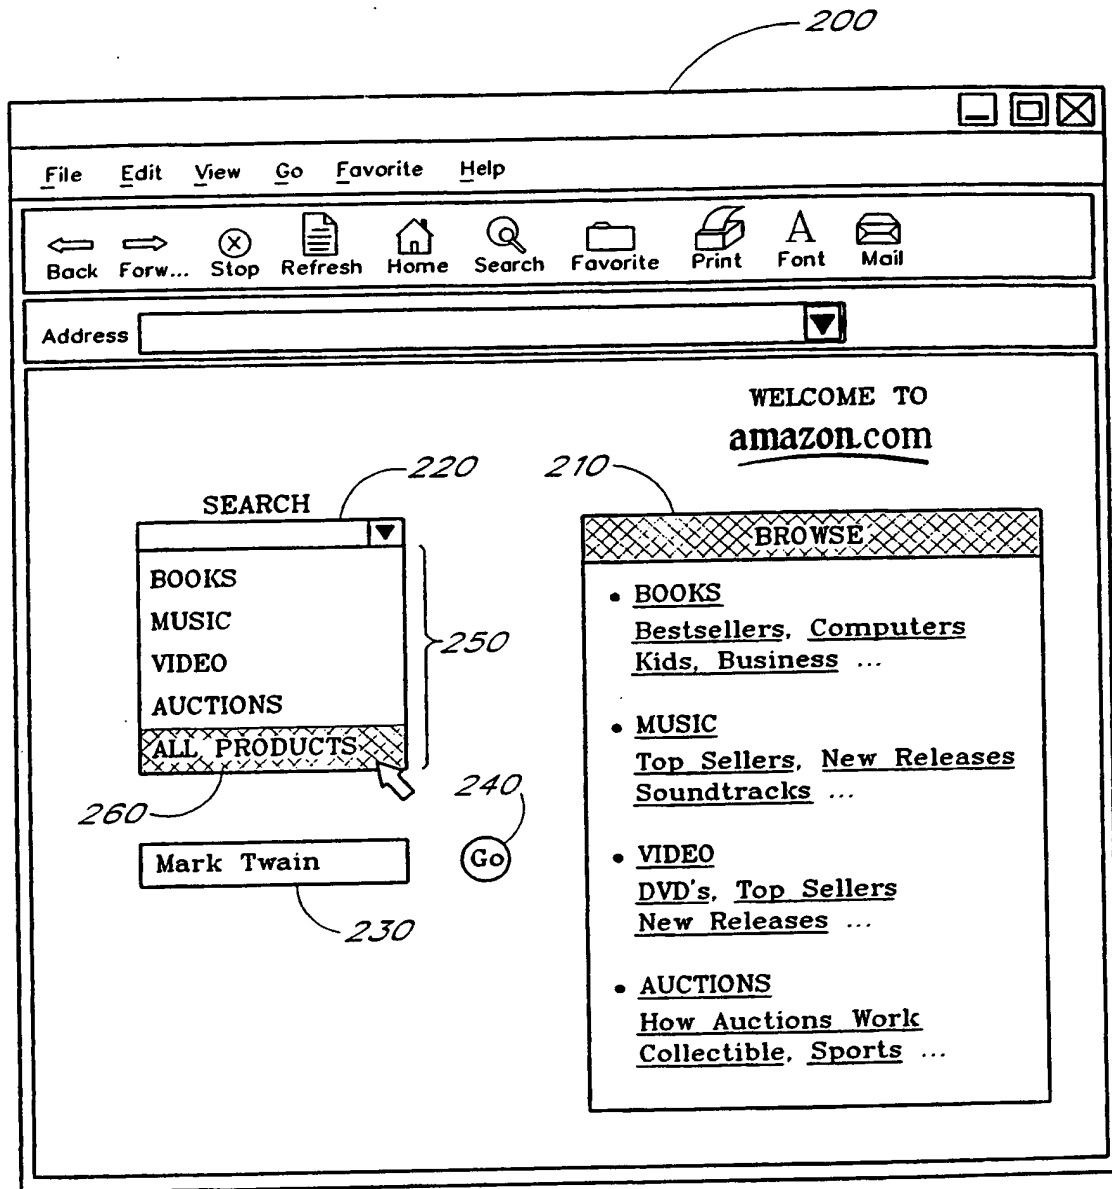 200
File Edit View Go Favorite Help
Back Forw... Stop Refresh Home Search Favorite Print Font Mail
Address
WELCOME TO
amazon.com
220
210
SEARCH
BROWSE
BOOKS
MUSIC
VIDEO
AUCTIONS
ALL PRODUCTS
250
260
240
Mark Twain
Go
230
• BOOKS
Bestsellers, Computers
Kids, Business ...
• MUSIC
Top Sellers, New Releases
Soundtracks ...
• VIDEO
DVD's, Top Sellers
New Releases ...
• AUCTIONS
How Auctions Work
Collectible, Sports ...